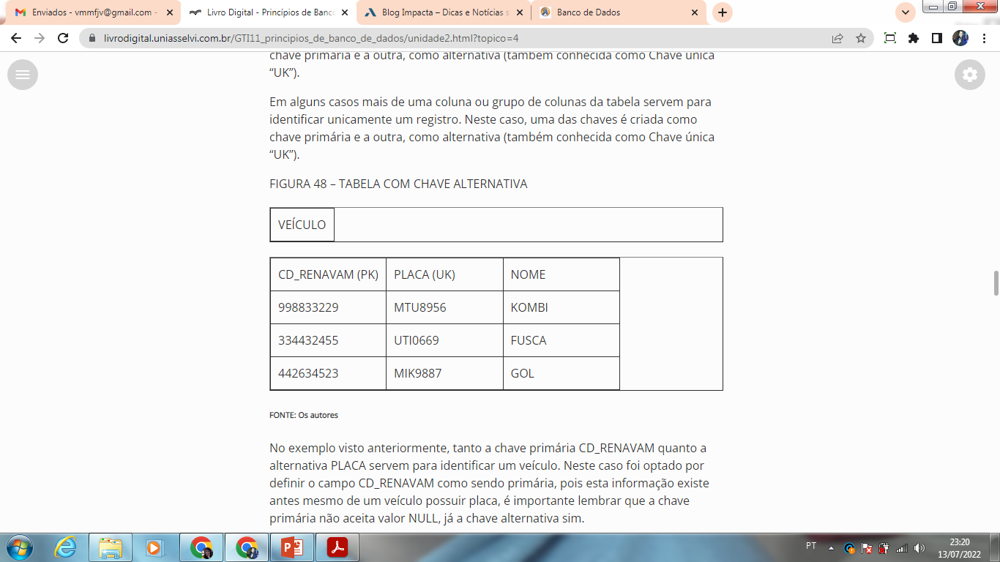 Enviados - vmmfjv@gmail.com -
Livro Digital - Princípios de Banco
Blog Impacta – Dicas e Notícias s
Banco de Dados
livrodigital.uniasselvi.com.br/GTI11_principios_de_banco_de_dados/unidade2.html?topico=4
chave primária e a outra, como alternativa (também conhecida como Chave única
“UK”).
Em alguns casos mais de uma coluna ou grupo de colunas da tabela servem para
identificar unicamente um registro. Neste caso, uma das chaves é criada como
chave primária e a outra, como alternativa (também conhecida como Chave única
“UK”).
FIGURA 48 – TABELA COM CHAVE ALTERNATIVA
VEÍCULO
CD_RENAVAM (PK) PLACA (UK) NOME
998833229 MTU8956 KOMBI
334432455 UTI0669 FUSCA
442634523 MIK9887 GOL
FONTE: Os autores
No exemplo visto anteriormente, tanto a chave primária CD_RENAVAM quanto a
alternativa PLACA servem para identificar um veículo. Neste caso foi optado por
definir o campo CD_RENAVAM como sendo primária, pois esta informação existe
antes mesmo de um veículo possuir placa, é importante lembrar que a chave
primária não aceita valor NULL, já a chave alternativa sim.
PT
23:20
13/07/2022